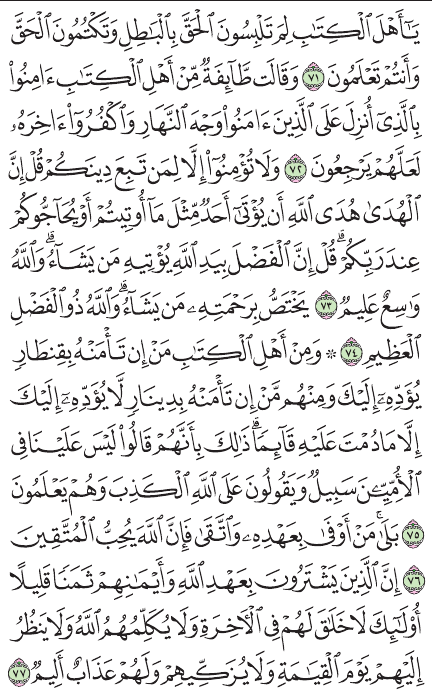 يَٰٓأَهۡلَ ٱلۡكِتَٰبِ لِمَ تَلۡبِسُونَ ٱلۡحَقَّ بِٱلۡبَٰطِلِ وَتَكۡتُمُونَ ٱلۡحَقَّ
وَأَنتُمۡ تَعۡلَمُونَ ٧١ وَقَالَت طَّآئِفَةٞ مِّنۡ أَهۡلِ ٱلۡكِتَٰبِ ءَامِنُواْ
بِٱلَّذِيٓ أُنزِلَ عَلَى ٱلَّذِينَ ءَامَنُواْ وَجۡهَ ٱلنَّهَارِ وَٱكۡفُرُوٓاْ ءَاخِرَهُۥ
لَعَلَّهُمۡ يَرۡجِعُونَ ٧٢ وَلَا تُؤۡمِنُوٓاْ إِلَّا لِمَن تَبِعَ دِينَكُمۡ قُلۡ إِنَّ
ٱلۡهُدَىٰ هُدَى ٱللَّهِ أَن يُؤۡتَىٰٓ أَحَدٞ مِّثۡلَ مَآ أُوتِيتُمۡ أَوۡ يُحَآجُّوكُمۡ
عِندَ رَبِّكُمۡۗ قُلۡ إِنَّ ٱلۡفَضۡلَ بِيَدِ ٱللَّهِ يُؤۡتِيهِ مَن يَشَآءُۗ وَٱللَّهُ
وَٰسِعٌ عَلِيمٞ ٧٣ يَخۡتَصُّ بِرَحۡمَتِهِۦ مَن يَشَآءُۗ وَٱللَّهُ ذُو ٱلۡفَضۡلِ
ٱلۡعَظِيمِ ٧٤ ۞ وَمِنۡ أَهۡلِ ٱلۡكِتَٰبِ مَنۡ إِن تَأۡمَنۡهُ بِقِنطَارٖ
يُؤَدِّهِۦٓ إِلَيۡكَ وَمِنۡهُم مَّنۡ إِن تَأۡمَنۡهُ بِدِينَارٖ لَّا يُؤَدِّهِۦٓ إِلَيۡكَ
إِلَّا مَا دُمۡتَ عَلَيۡهِ قَآئِمٗاۗ ذَٰلِكَ بِأَنَّهُمۡ قَالُواْ لَيۡسَ عَلَيۡنَا فِي
ٱلۡأُمِّيِّـۧنَ سَبِيلٞ وَيَقُولُونَ عَلَى ٱللَّهِ ٱلۡكَذِبَ وَهُمۡ يَعۡلَمُونَ
٧٥ بَلَىٰۚ مَنۡ أَوۡفَىٰ بِعَهۡدِهِۦ وَٱتَّقَىٰ فَإِنَّ ٱللَّهَ يُحِبُّ ٱلۡمُتَّقِينَ
٧٦ إِنَّ ٱلَّذِينَ يَشۡتَرُونَ بِعَهۡدِ ٱللَّهِ وَأَيۡمَٰنِهِمۡ ثَمَنٗا قَلِيلًا
أُوْلَٰٓئِكَ لَا خَلَٰقَ لَهُمۡ فِي ٱلۡأٓخِرَةِ وَلَا يُكَلِّمُهُمُ ٱللَّهُ وَلَا يَنظُرُ
إِلَيۡهِمۡ يَوۡمَ ٱلۡقِيَٰمَةِ وَلَا يُزَكِّيهِمۡ وَلَهُمۡ عَذَابٌ أَلِيمٞ ٧٧